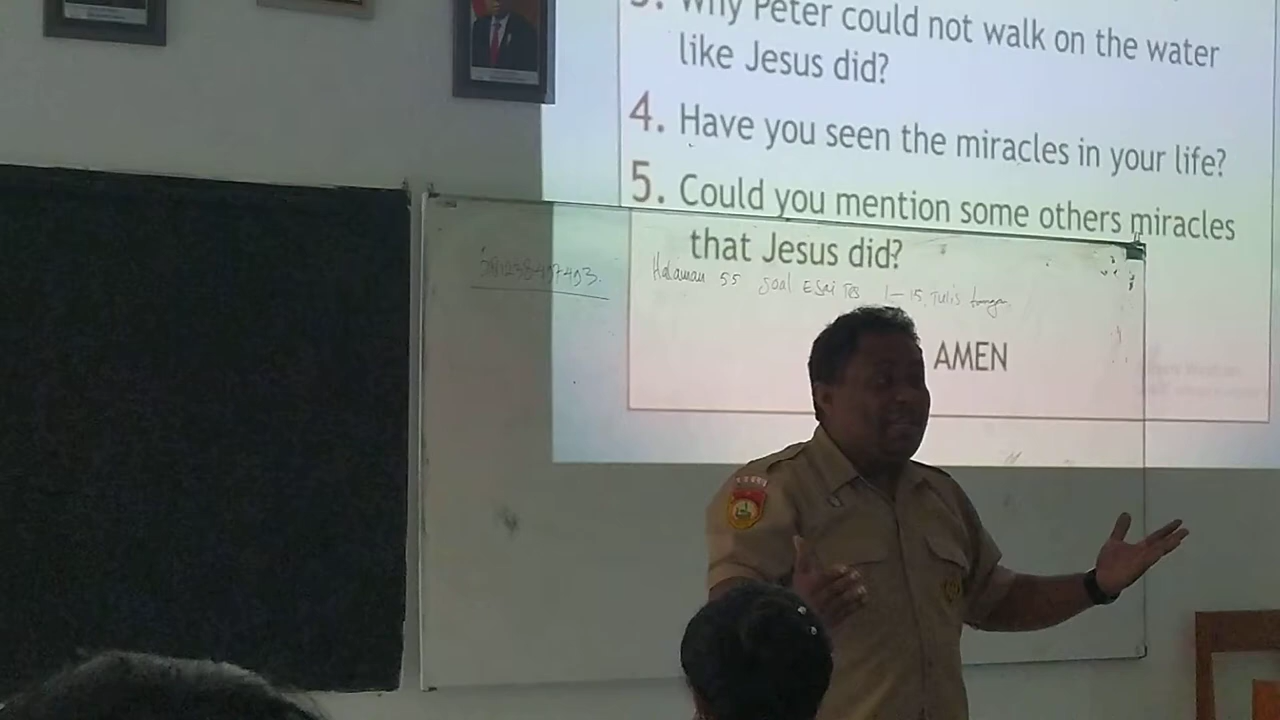 3. Why Peter could not walk on the water
like Jesus did?
4. Have you seen the miracles in your life?
5. Could you mention some others miracles
that Jesus did?
Halaman 55 soal Esai 1-15. Tulis
AMEN